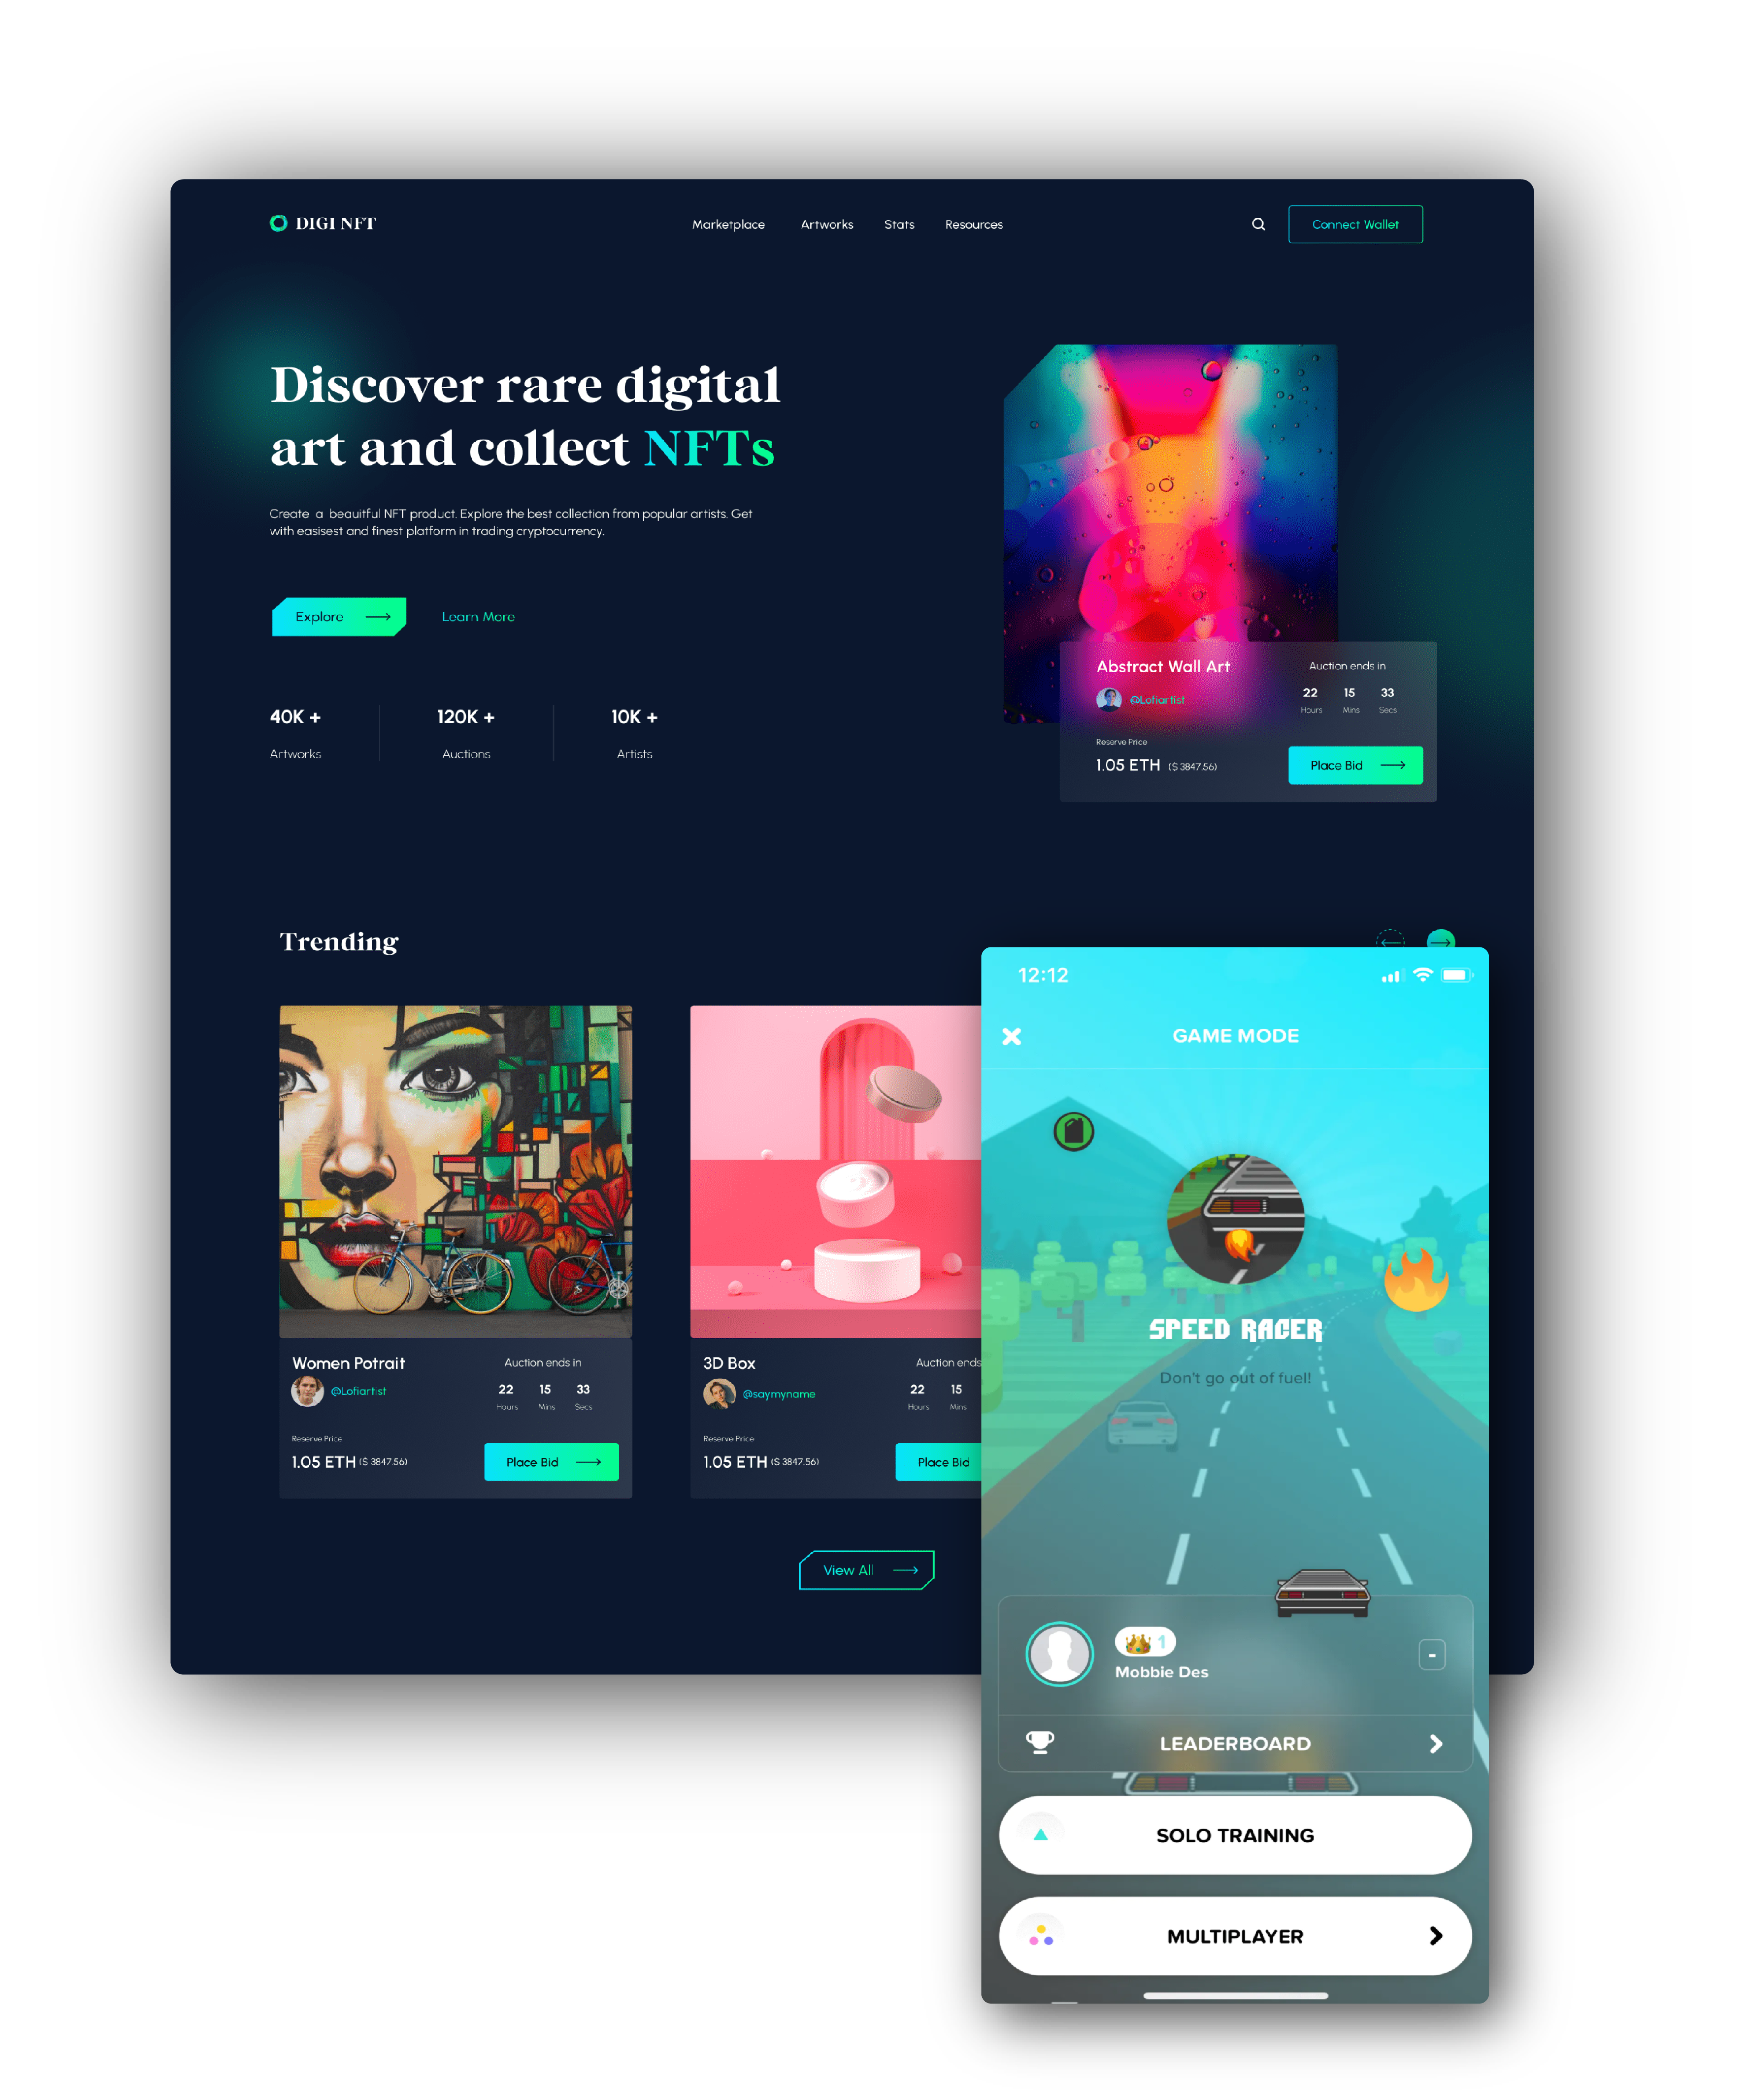 DIGI NFT
Marketplace
Artworks
Stats
Resources
Connect Wallet
Discover rare digital
art and collect NFTs
Create a beauitful NFT product. Explore the best collection from popular artists. Get
with easisest and finest platform in trading cryptocurrency.
Explore
Learn More
40K +
120K +
10K +
Artworks
Auctions
Artists
Abstract Wall Art
@Lofiartist
Auction ends in
22
15
33
Hours
Mins
Secs
Reserve Price
1.05 ETH ($ 3847.56)
Place Bid
Trending
Women Potrait
@Lofiartist
Auction ends in
22
15
33
Hours
Mins
Secs
Reserve Price
1.05 ETH ($ 3847.56)
Place Bid
3D Box
@saymyname
Auction ends
22
15
Hours
Mins
Reserve Price
1.05 ETH ($ 3847.56)
Place Bid
View All
12:12
GAME MODE
SPEED RACER
Don't go out of fuel!
1
Mobbie Des
-
LEADERBOARD
SOLO TRAINING
MULTIPLAYER